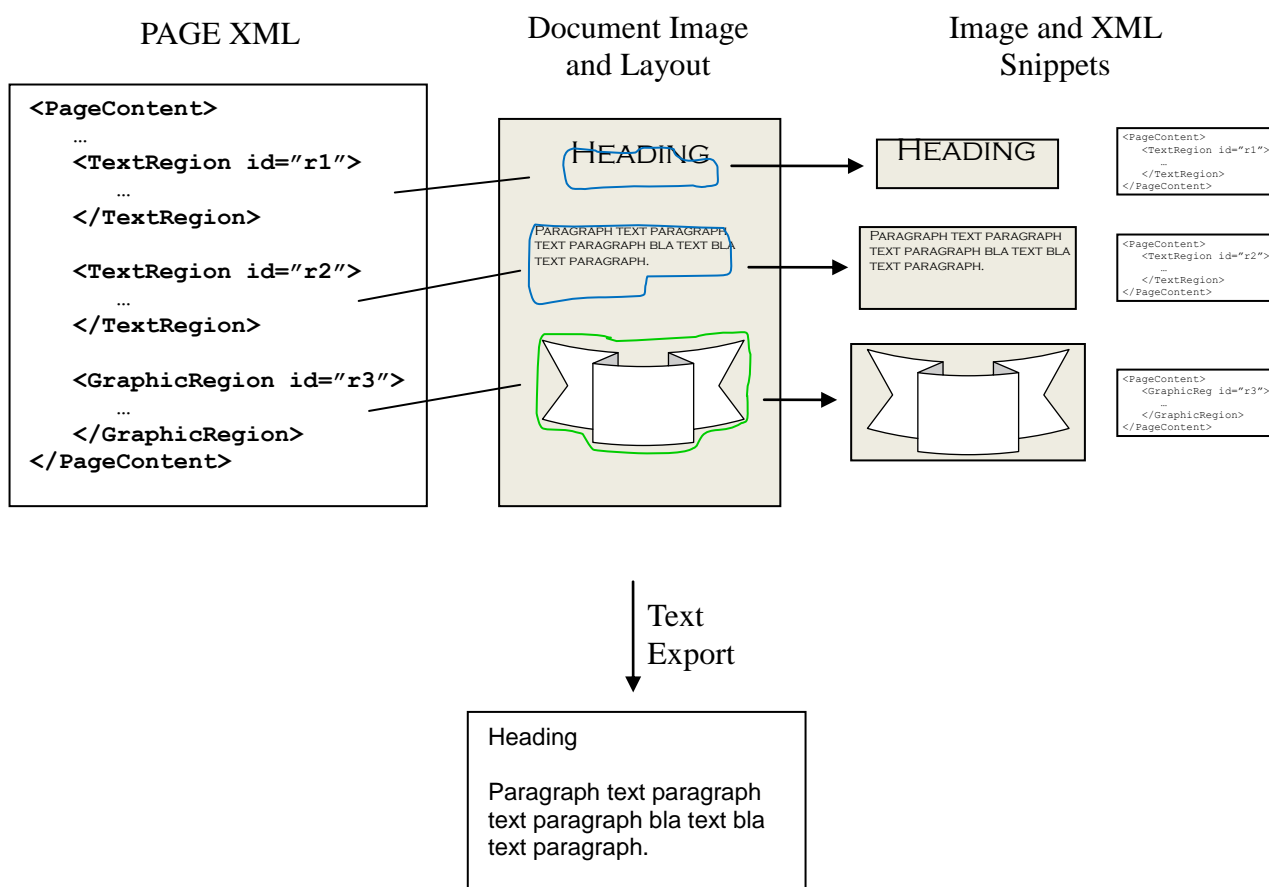 PAGE XML
<PageContent>
…
<TextRegion id=”r1”>
…
</TextRegion>
<TextRegion id=”r2”>
…
</TextRegion>
<GraphicRegion id=”r3”>
…
</GraphicRegion>
</PageContent>
Document Image
and Layout
HEADING
PARAGRAPH TEXT PARAGRAPH
TEXT PARAGRAPH BLA TEXT BLA
TEXT PARAGRAPH.
Image and XML
Snippets
HEADING
<PageContent>
<TextRegion id=”r1”>
…
</TextRegion>
</PageContent>
PARAGRAPH TEXT PARAGRAPH
TEXT PARAGRAPH BLA TEXT BLA
TEXT PARAGRAPH.
<PageContent>
<TextRegion id=”r2”>
…
</TextRegion>
</PageContent>
<PageContent>
<GraphicReg id=”r3”>
…
</GraphicRegion>
</PageContent>
Text
Export
Heading
Paragraph text paragraph
text paragraph bla text bla
text paragraph.